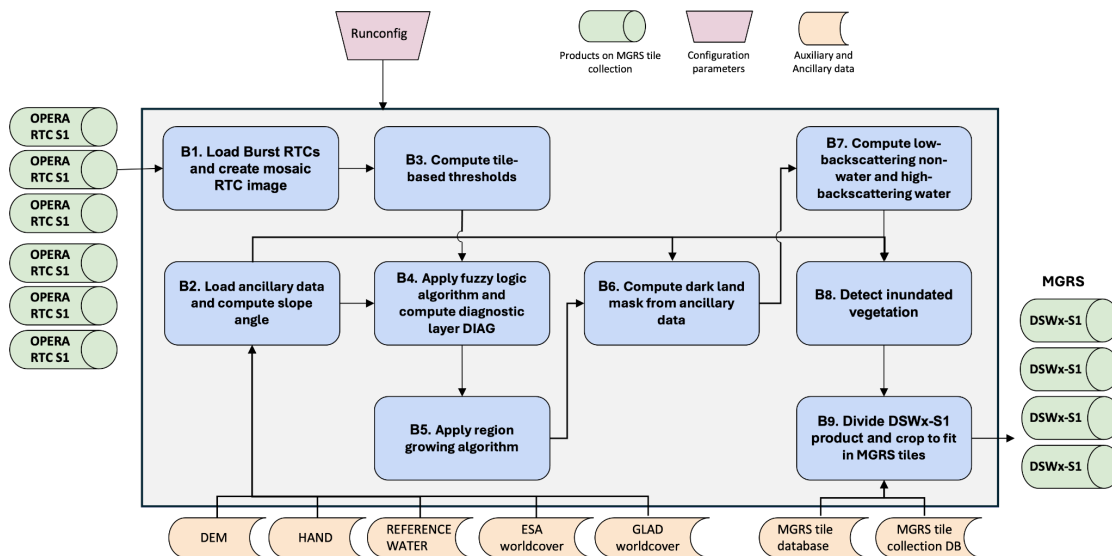 Runconfig
Products on MGRS tile
collection
Configuration
parameters
Auxiliary and
Ancillary data
OPERA
RTC S1
OPERA
RTC S1
OPERA
RTC S1
OPERA
RTC S1
OPERA
RTC S1
OPERA
RTC S1
B1. Load Burst RTCs
and create mosaic
RTC image
B3. Compute tile-
based thresholds
B7. Compute low-
backscattering non-
water and high-
backscattering water
B2. Load ancillary data
and compute slope
angle
B4. Apply fuzzy logic
algorithm and
compute diagnostic
layer DIAG
B6. Compute dark land
mask from ancillary
data
B8. Detect inundated
vegetation
B5. Apply region
growing algorithm
B9. Divide DSWx-S1
product and crop to fit
in MGRS tiles
MGRS
DSWx-S1
DSWx-S1
DSWx-S1
DSWx-S1
DEM
HAND
REFERENCE
WATER
ESA
worldcover
GLAD
worldcover
MGRS tile
database
MGRS tile
collection DB